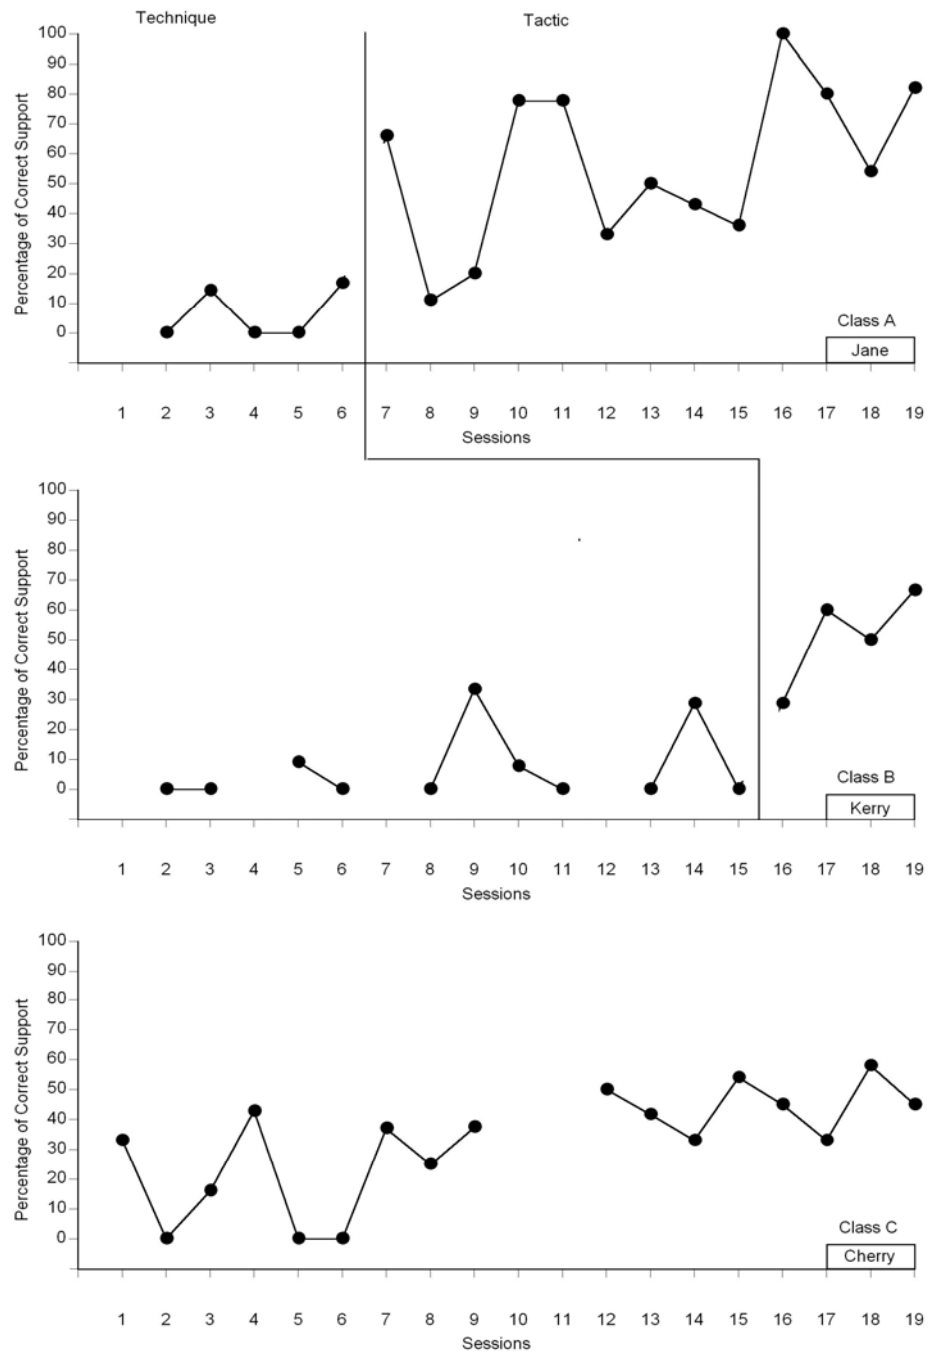 Technique Tactic
Percentage of Correct Support
100
90
80
70
60
50
40
30
20
10
0
Class A
Jane
1 2 3 4 5 6 7 8 9 10 11 12 13 14 15 16 17 18 19
Sessions
Percentage of Correct Support
100
90
80
70
60
50
40
30
20
10
0
Class B
Kerry
1 2 3 4 5 6 7 8 9 10 11 12 13 14 15 16 17 18 19
Sessions
Percentage of Correct Support
100
90
80
70
60
50
40
30
20
10
0
Class C
Cherry
1 2 3 4 5 6 7 8 9 10 11 12 13 14 15 16 17 18 19
Sessions